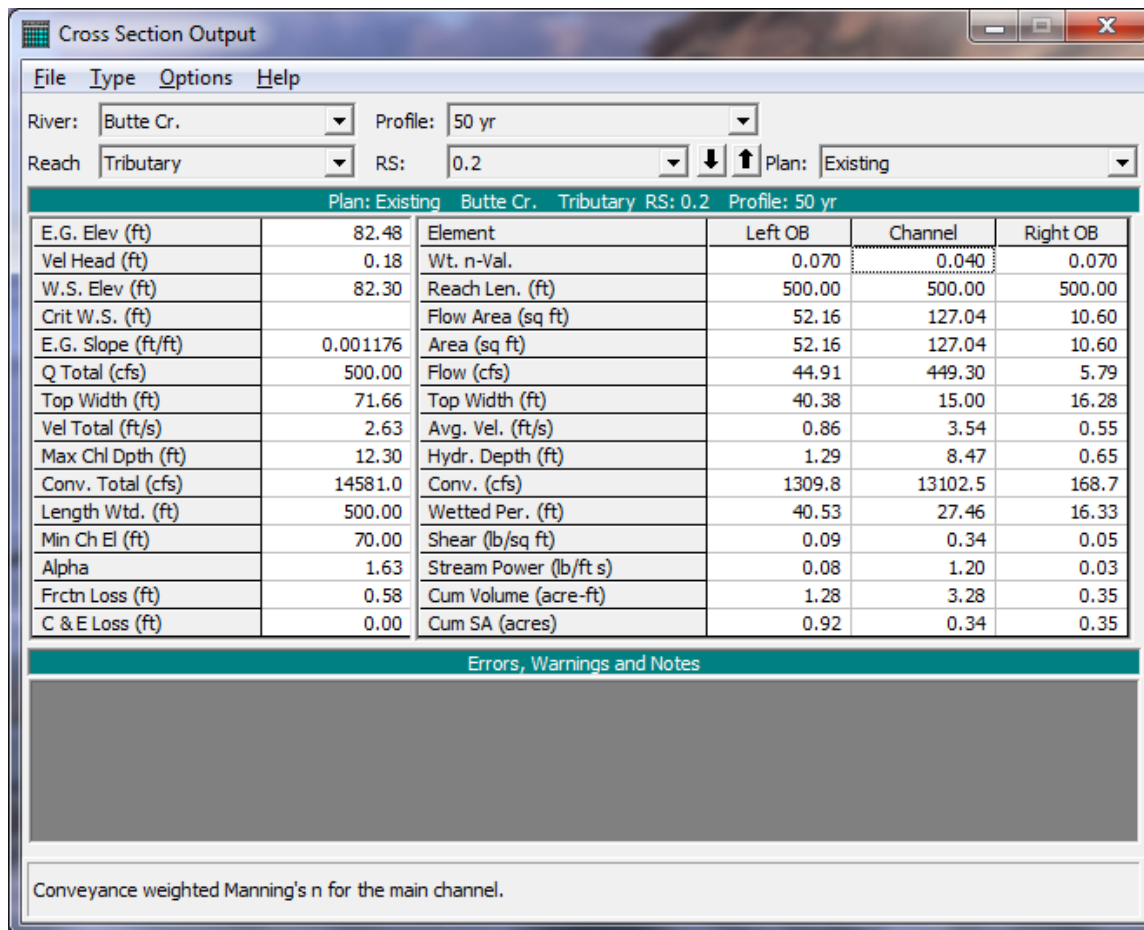 Cross Section Output
File Type Options Help
River: Butte Cr. Profile: 50 yr
Reach Tributary RS: 0.2 Plan: Existing
Plan: Existing Butte Cr. Tributary RS: 0.2 Profile: 50 yr
E.G. Elev (ft) 82.48 Element Left OB Channel Right OB
Vel Head (ft) 0.18 Wt. n-Val. 0.070 0.040 0.070
W.S. Elev (ft) 82.30 Reach Len. (ft) 500.00 500.00 500.00
Crit W.S. (ft) Flow Area (sq ft) 52.16 127.04 10.60
E.G. Slope (ft/ft) 0.001176 Area (sq ft) 52.16 127.04 10.60
Q Total (cfs) 500.00 Flow (cfs) 44.91 449.30 5.79
Top Width (ft) 71.66 Top Width (ft) 40.38 15.00 16.28
Vel Total (ft/s) 2.63 Avg. Vel. (ft/s) 0.86 3.54 0.55
Max Chl Dpth (ft) 12.30 Hydr. Depth (ft) 1.29 8.47 0.65
Conv. Total (cfs) 14581.0 Conv. (cfs) 1309.8 13102.5 168.7
Length Wtd. (ft) 500.00 Wetted Per. (ft) 40.53 27.46 16.33
Min Ch El (ft) 70.00 Shear (lb/sq ft) 0.09 0.34 0.05
Alpha 1.63 Stream Power (lb/ft s) 0.08 1.20 0.03
Frctn Loss (ft) 0.58 Cum Volume (acre-ft) 1.28 3.28 0.35
C & E Loss (ft) 0.00 Cum SA (acres) 0.92 0.34 0.35
Errors, Warnings and Notes
Conveyance weighted Manning's n for the main channel.